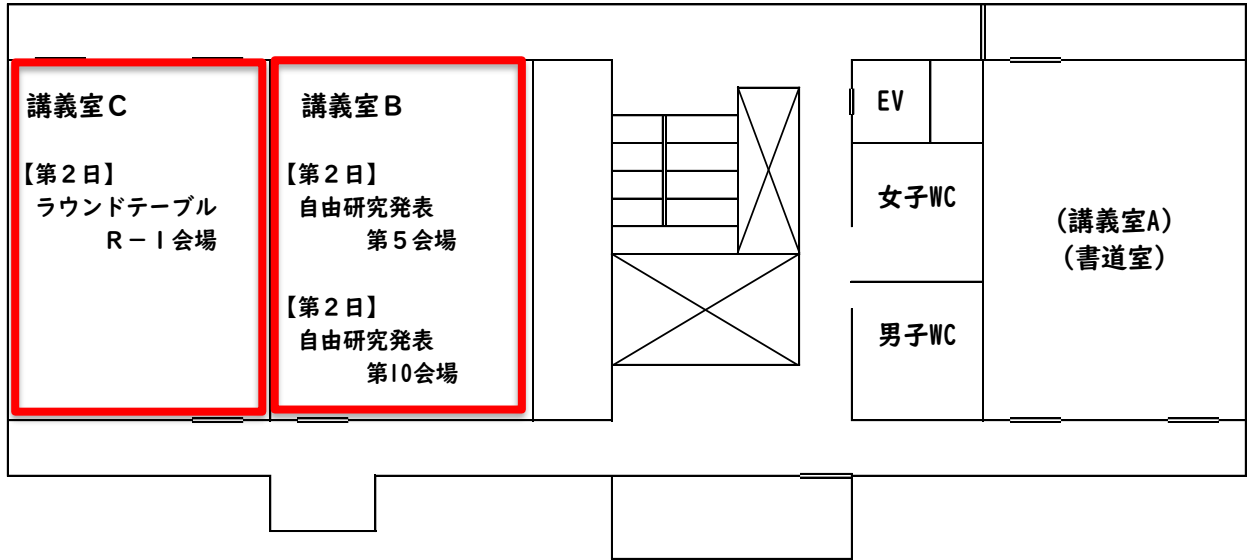 講義室C
【第2日】
ラウンドテーブル
R－1会場
講義室B
【第2日】
自由研究発表
第5会場
【第2日】
自由研究発表
第10会場
EV
女子WC
男子WC
(講義室A)
(書道室)